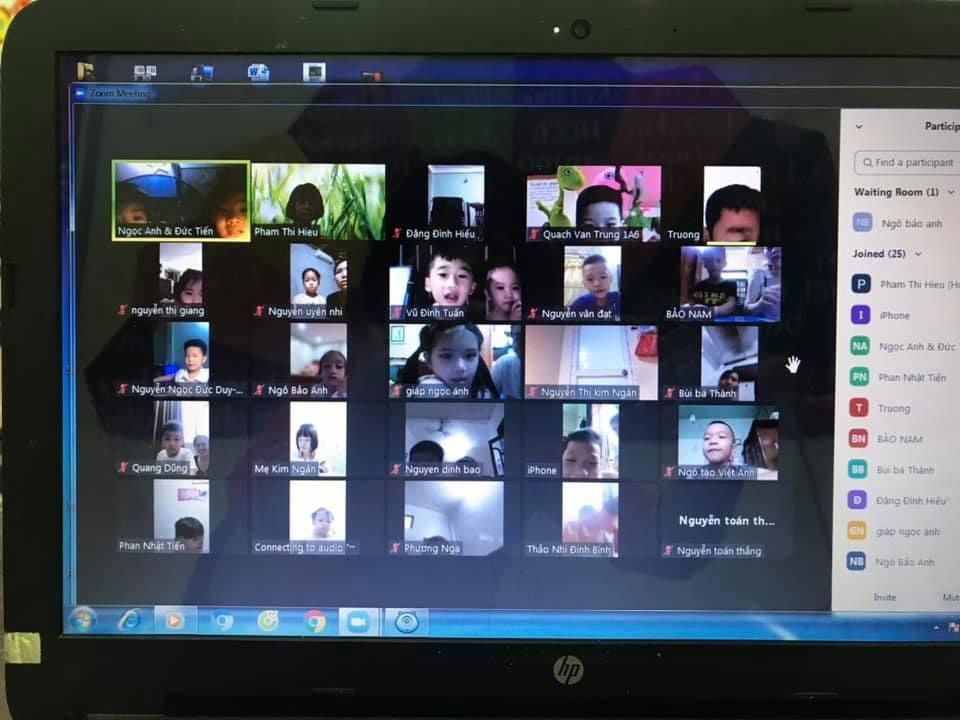 Zoom Meeting
Ngọc Anh & Đức Tiến
Pham Thi Hieu
Đặng Đình Hiếu
Quach Van Trung 1A6
Truong
nguyễn thị giang
Nguyễn uyên nhi
Vũ Đình Tuấn
Nguyễn văn đạt
BẢO NAM
Nguyễn Ngọc Đức Duy-...
Ngô Bảo Anh
giáp ngọc ánh
Nguyễn Thị kim Ngân
Bùi bá Thành
Quang Dũng
Mẹ Kim Ngân
Nguyen dinh bao
iPhone
Ngô tạo Việt Anh
Phan Nhật Tiến
Connecting to audio
Phương Nga
Thảo Nhi Đình Bình
Nguyễn toán th...
Nguyễn toán thắng
Particip
Find a participant
Waiting Room (1)
NB Ngô bảo anh
Joined (25)
P Pham Thi Hieu (Ho
I iPhone
NA Ngọc Anh & Đức T
PN Phan Nhật Tiến
T Truong
BN BẢO NAM
BB Bùi bá Thành
Đ Đặng Đình Hiếu
GN giáp ngọc ánh
NB Ngô Bảo Anh
Invite
Mut
hp